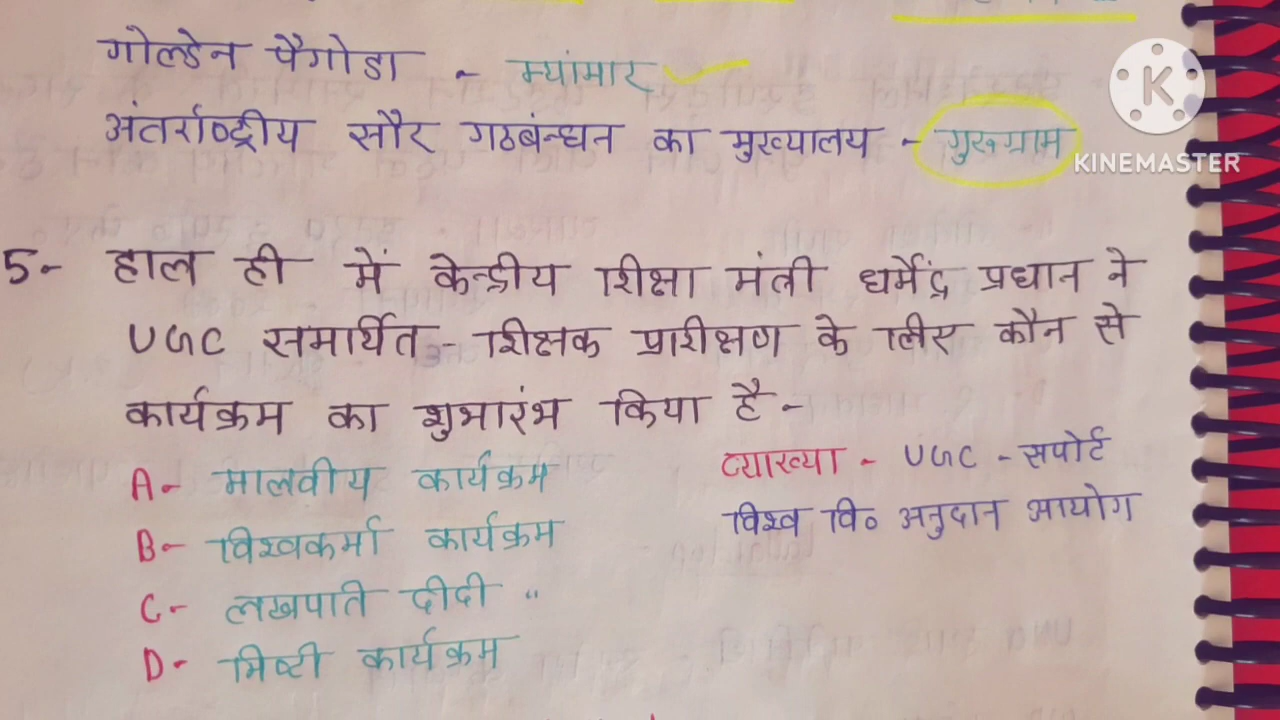 गोल्डेन पैगोडा - म्यांमार
अंतर्राष्ट्रीय सौर गठबंन्धन का मुख्यालय - गुरुग्राम
KINEMASTER
5- हाल ही में केन्द्रीय शिक्षा मंत्री धर्मेंद्र प्रधान ने
UGC समर्थित - शिक्षक प्रशिक्षण के लिए कौन से
कार्यक्रम का शुभारंभ किया है -
A- मालवीय कार्यक्रम
B- विश्वकर्मा कार्यक्रम
C- लखपति दीदी "
D- मिष्टी कार्यक्रम
व्याख्या - UGC - सपोर्ट
विश्व वि० अनुदान आयोग